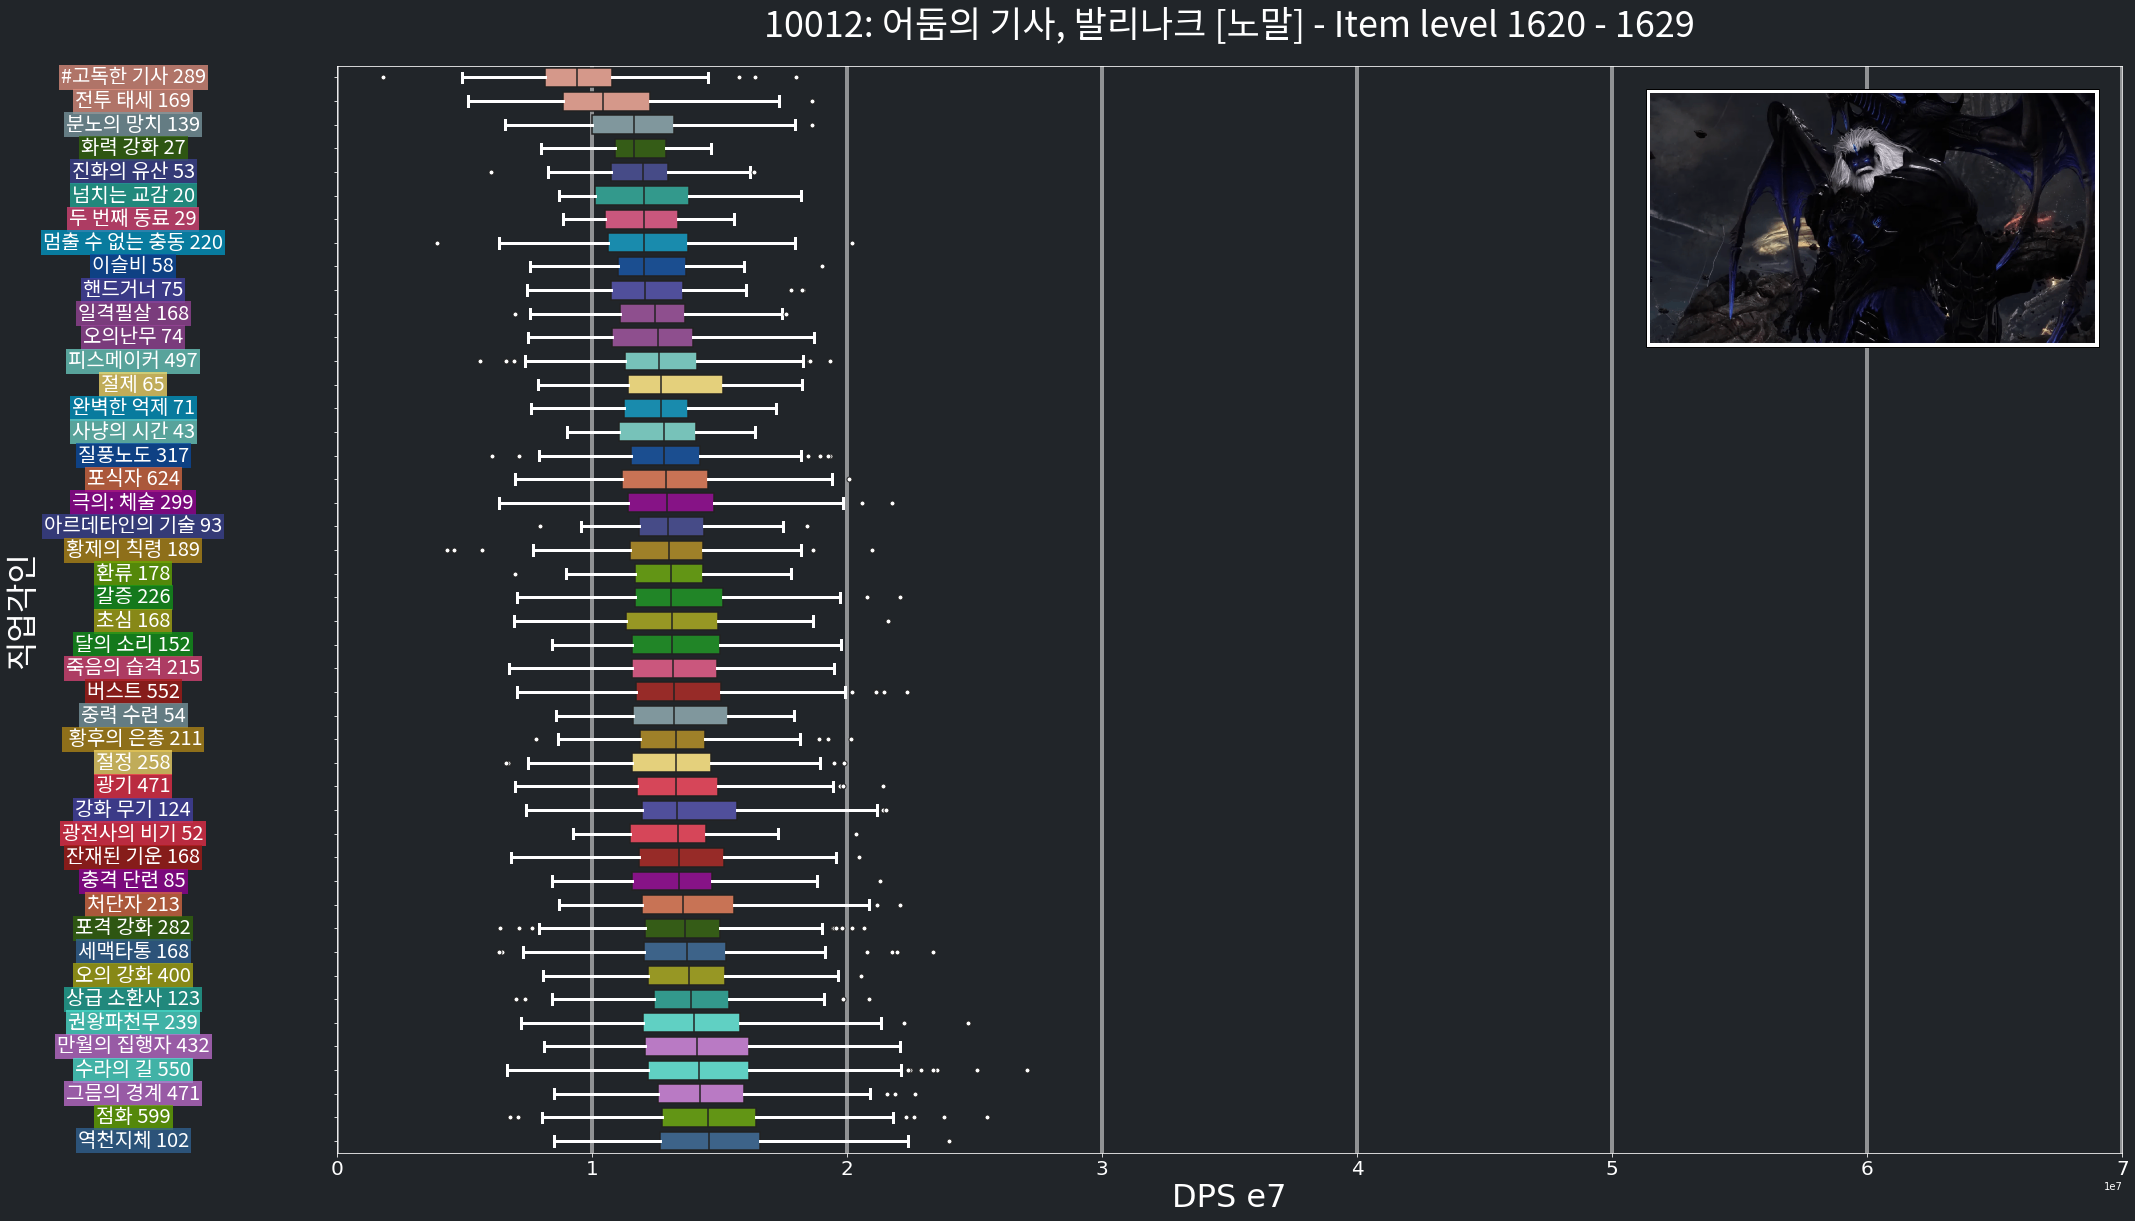 10012: 어둠의 기사, 발리나크 [노말] - Item level 1620 - 1629
#고독한 기사 289
전투 태세 169
분노의 망치 139
화력 강화 27
진화의 유산 53
넘치는 교감 20
두 번째 동료 29
멈출 수 없는 충동 220
이슬비 58
핸드거너 75
일격필살 168
오의난무 74
피스메이커 497
절제 65
완벽한 억제 71
사냥의 시간 43
질풍노도 317
포식자 624
극의: 체술 299
아르데타인의 기술 93
황제의 칙령 189
환류 178
갈증 226
초심 168
달의 소리 152
죽음의 습격 215
버스트 552
중력 수련 54
황후의 은총 211
절정 258
광기 471
강화 무기 124
광전사의 비기 52
잔재된 기운 168
충격 단련 85
처단자 213
포격 강화 282
세맥타통 168
오의 강화 400
상급 소환사 123
권왕파천무 239
만월의 집행자 432
수라의 길 550
그믐의 경계 471
점화 599
역천지체 102
직업각인
0 1 2 3 4 5 6 7
1e7
DPS e7